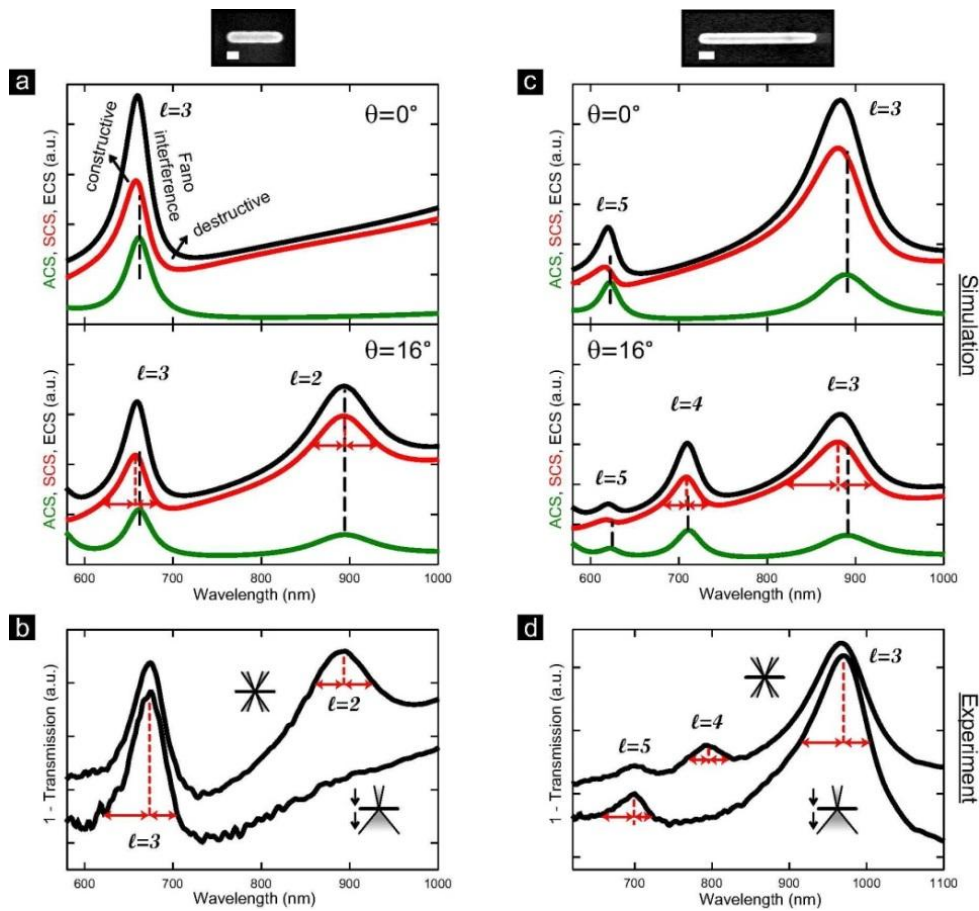 a
θ=0°
ℓ=3
constructive
Fano
interference
destructive
ACS, SCS, ECS (a.u.)
θ=16°
ℓ=3
ℓ=2
ACS, SCS, ECS (a.u.)
600 700 800 900 1000
Wavelength (nm)
b
ℓ=2
ℓ=3
1 - Transmission (a.u.)
600 700 800 900 1000
Wavelength (nm)
c
θ=0°
ℓ=3
ℓ=5
ACS, SCS, ECS (a.u.)
θ=16°
ℓ=4
ℓ=3
ℓ=5
ACS, SCS, ECS (a.u.)
600 700 800 900 1000 1100
Wavelength (nm)
Simulation
d
ℓ=3
ℓ=4
ℓ=5
1 - Transmission (a.u.)
700 800 900 1000 1100
Wavelength (nm)
Experiment